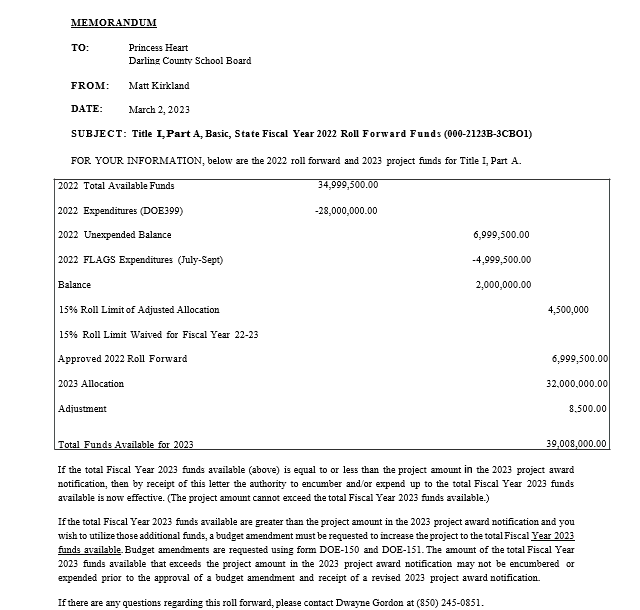 MEMORANDUM
TO: Princess Heart
Darling County School Board
FROM: Matt Kirkland
DATE: March 2, 2023
SUBJECT: Title I, Part A, Basic, State Fiscal Year 2022 Roll Forward Funds (000-2123B-3CBO1)
FOR YOUR INFORMATION, below are the 2022 roll forward and 2023 project funds for Title I, Part A.
2022 Total Available Funds 34,999,500.00
2022 Expenditures (DOE399) -28,000,000.00
2022 Unexpended Balance 6,999,500.00
2022 FLAGS Expenditures (July-Sept) -4,999,500.00
Balance 2,000,000.00
15% Roll Limit of Adjusted Allocation 4,500,000
15% Roll Limit Waived for Fiscal Year 22-23
Approved 2022 Roll Forward 6,999,500.00
2023 Allocation 32,000,000.00
Adjustment 8,500.00
Total Funds Available for 2023 39,008,000.00
If the total Fiscal Year 2023 funds available (above) is equal to or less than the project amount in the 2023 project award
notification, then by receipt of this letter the authority to encumber and/or expend up to the total Fiscal Year 2023 funds
available is now effective. (The project amount cannot exceed the total Fiscal Year 2023 funds available.)
If the total Fiscal Year 2023 funds available are greater than the project amount in the 2023 project award notification and you
wish to utilize those additional funds, a budget amendment must be requested to increase the project to the total Fiscal Year 2023
funds available. Budget amendments are requested using form DOE-150 and DOE-151. The amount of the total Fiscal Year
2023 funds available that exceeds the project amount in the 2023 project award notification may not be encumbered or
expended prior to the approval of a budget amendment and receipt of a revised 2023 project award notification.
If there are any questions regarding this roll forward, please contact Dwayne Gordon at (850) 245-0851.